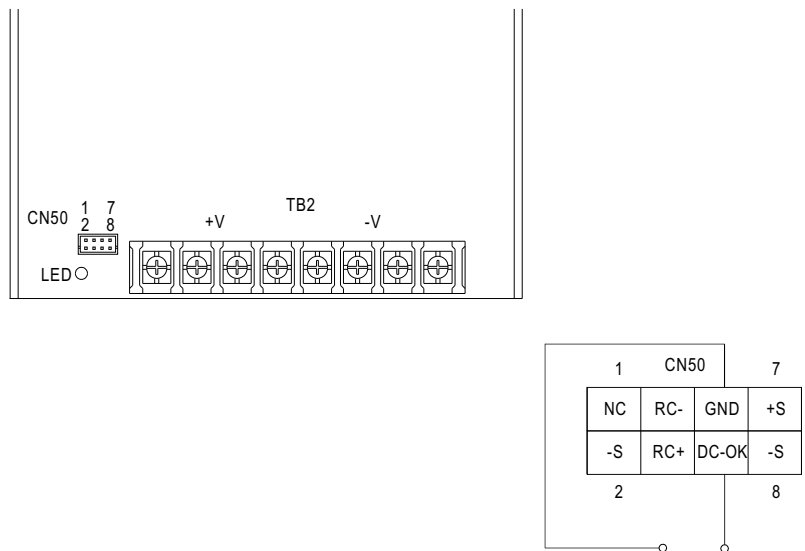 TB2
+V -V
CN50 1 7
2 8
LED
1 CN50 7
NC RC- GND +S
-S RC+ DC-OK -S
2 8